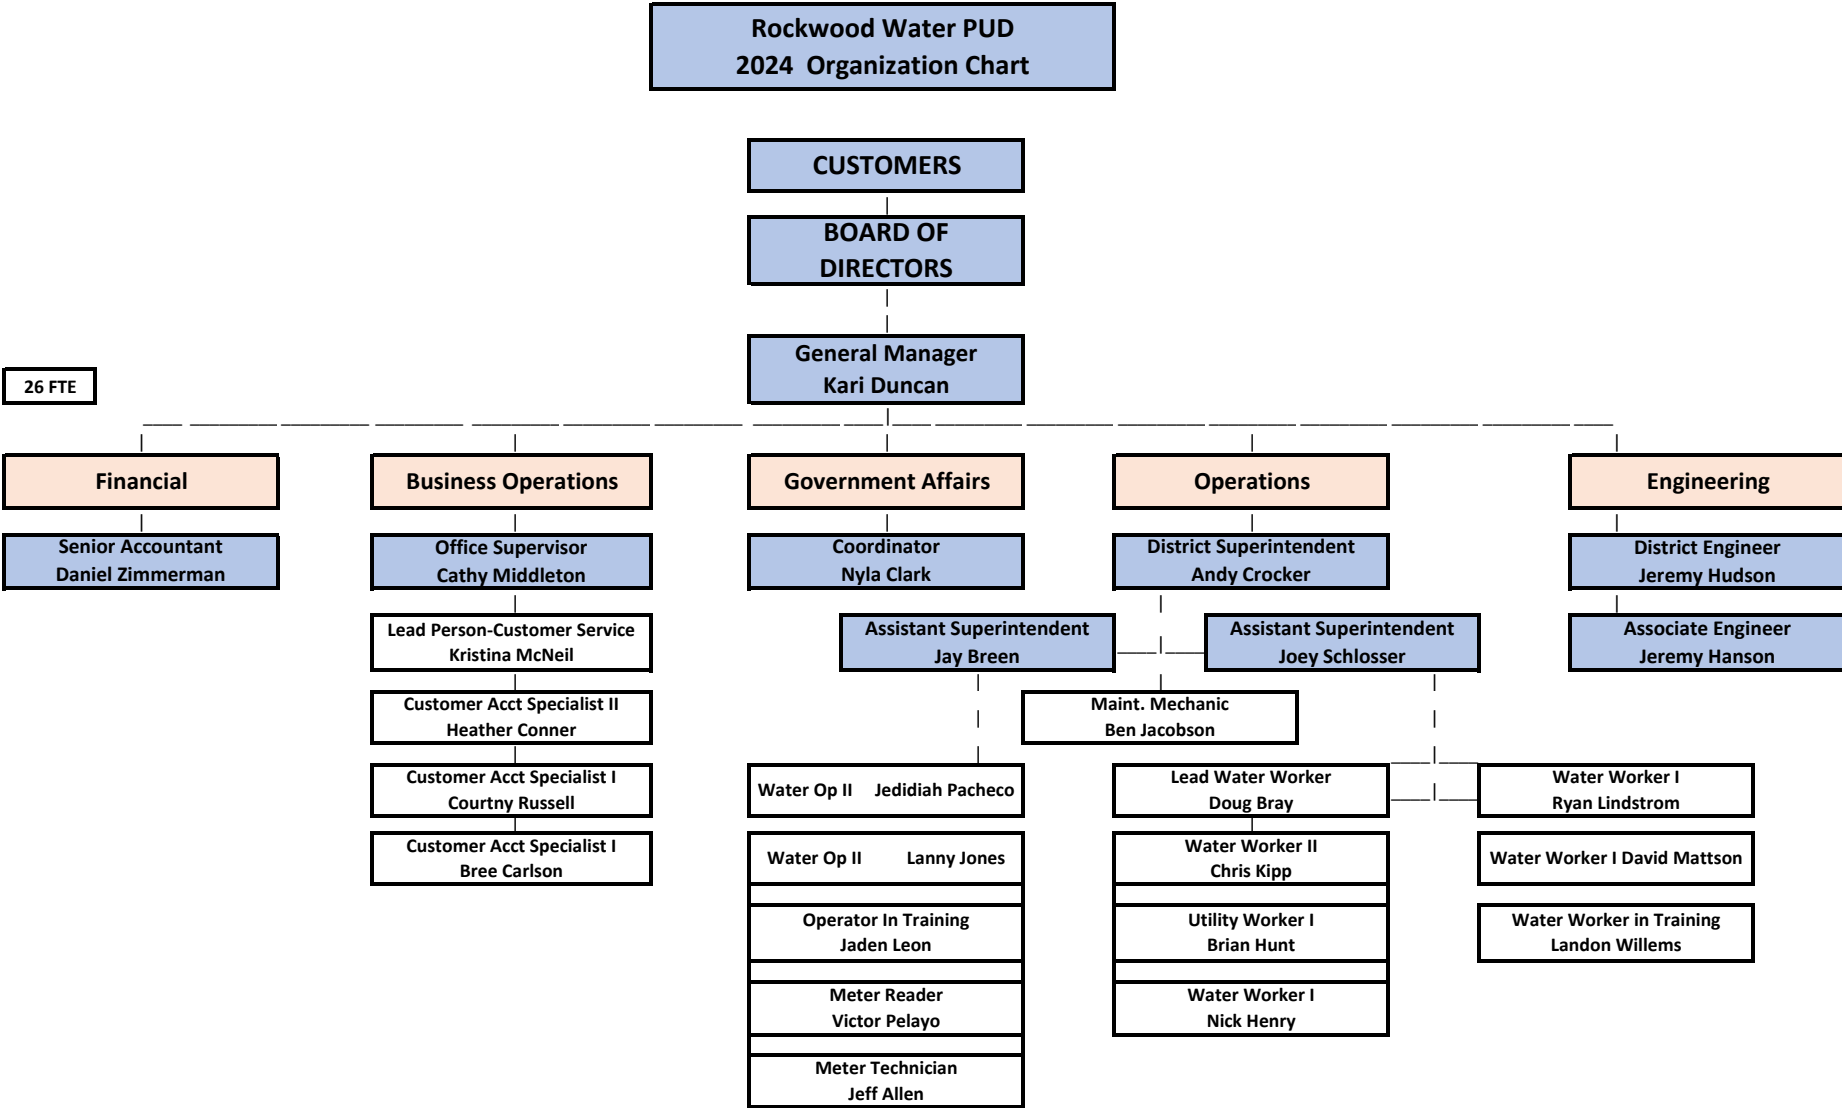 Rockwood Water PUD
2024 Organization Chart
CUSTOMERS
BOARD OF
DIRECTORS
General Manager
Kari Duncan
26 FTE
Financial
Business Operations
Government Affairs
Operations
Engineering
Senior Accountant
Daniel Zimmerman
Office Supervisor
Cathy Middleton
Coordinator
Nyla Clark
District Superintendent
Andy Crocker
District Engineer
Jeremy Hudson
Lead Person-Customer Service
Kristina McNeil
Assistant Superintendent
Jay Breen
Assistant Superintendent
Joey Schlosser
Associate Engineer
Jeremy Hanson
Customer Acct Specialist II
Heather Conner
Maint. Mechanic
Ben Jacobson
Customer Acct Specialist I
Courtny Russell
Water Op II Jedidiah Pacheco
Lead Water Worker
Doug Bray
Water Worker I
Ryan Lindstrom
Customer Acct Specialist I
Bree Carlson
Water Op II Lanny Jones
Water Worker II
Chris Kipp
Water Worker I David Mattson
Operator In Training
Jaden Leon
Utility Worker I
Brian Hunt
Water Worker in Training
Landon Willems
Meter Reader
Victor Pelayo
Water Worker I
Nick Henry
Meter Technician
Jeff Allen